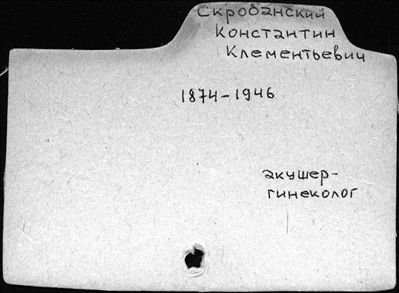 Скробанский
Константин
Клементьевич
1874-1946
акушер-
гинеколог